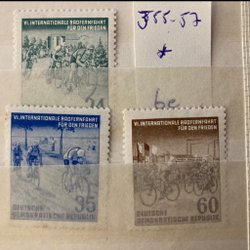 VI. INTERNATIONALE RADFERNFAHRT
FÜR DEN FRIEDEN
355-57
*
VI. INTERNATIONALE RADFERNFAHRT
FÜR DEN FRIEDEN
35
DEUTSCHE
DEMOKRATISCHE REPUBLIK
VI. INTERNATIONALE RADFERNFAHRT
FÜR DEN FRIEDEN
60
DEUTSCHE
DEMOKRATISCHE REPUBLIK